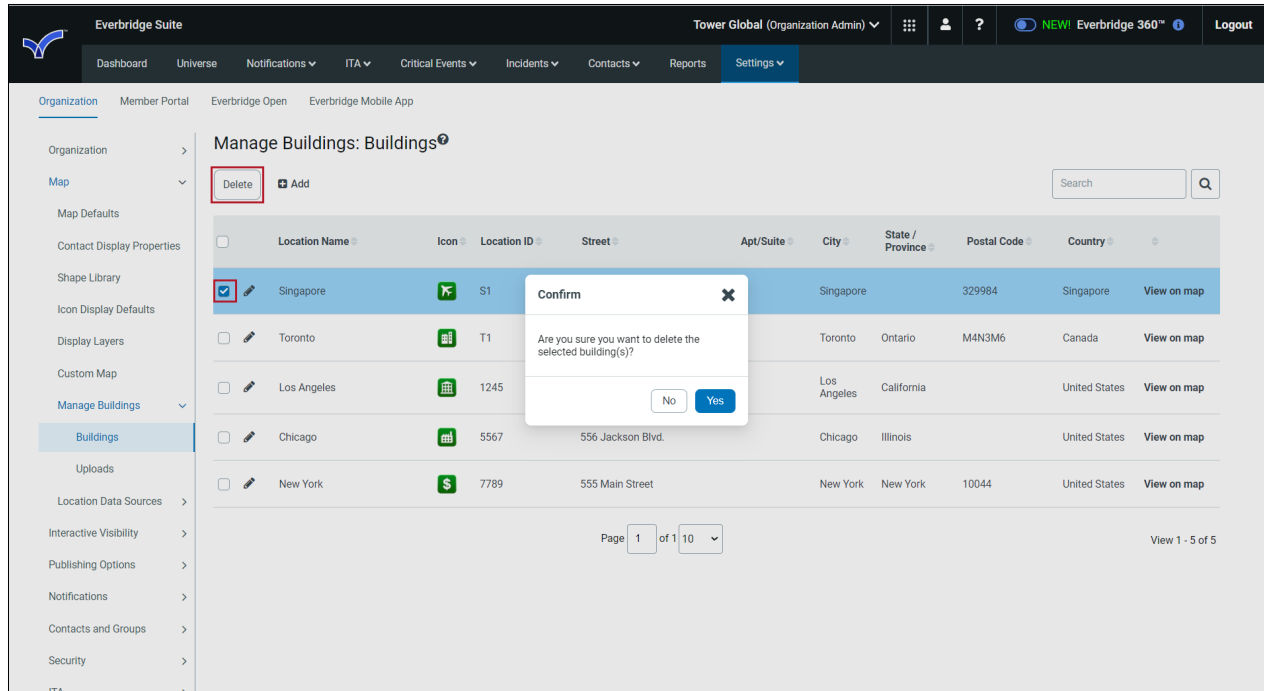 Everbridge Suite
Tower Global (Organization Admin)
?
NEW! Everbridge 360™
Logout
Dashboard Universe Notifications ITA Critical Events Incidents Contacts Reports Settings
Organization Member Portal Everbridge Open Everbridge Mobile App
Organization
Map
Map Defaults
Contact Display Properties
Shape Library
Icon Display Defaults
Display Layers
Custom Map
Manage Buildings
Buildings
Uploads
Location Data Sources
Interactive Visibility
Publishing Options
Notifications
Contacts and Groups
Security
ITA
Manage Buildings: Buildings
Delete Add Search
Location Name Icon Location ID Street Apt/Suite City State / Province Postal Code Country
Singapore S1 Singapore 329984 Singapore View on map
Toronto T1 Toronto Ontario M4N3M6 Canada View on map
Los Angeles 1245 Los Angeles California United States View on map
Chicago 5567 556 Jackson Blvd. Chicago Illinois United States View on map
New York $ 7789 555 Main Street New York New York 10044 United States View on map
Confirm
Are you sure you want to delete the
selected building(s)?
No Yes
Page 1 of 1 10
View 1 - 5 of 5